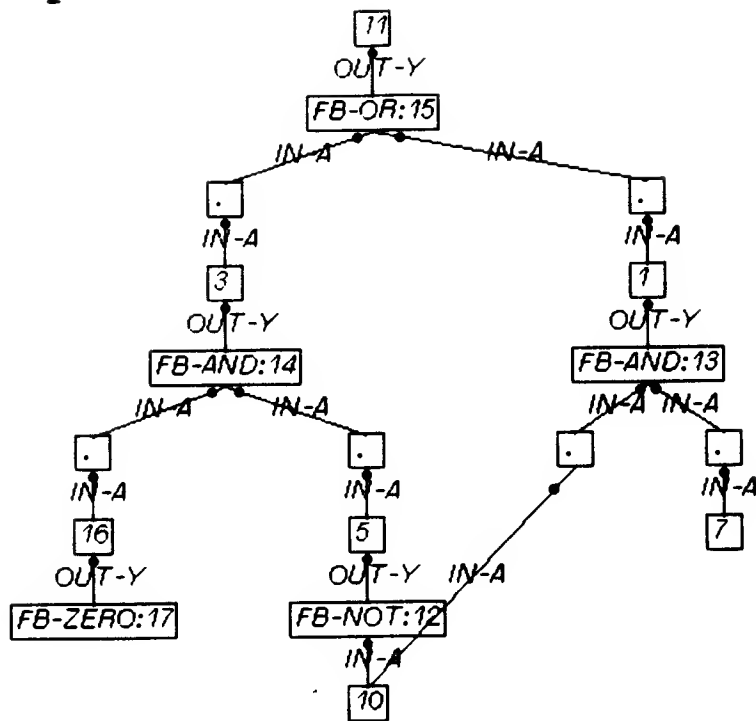 11
OUT-Y
FB-OR:15
IN-A IN-A
. .
IN-A IN-A
3 1
OUT-Y OUT-Y
FB-AND:14 FB-AND:13
IN-A IN-A IN-A IN-A
. . . .
IN-A IN-A IN-A
16 5 7
OUT-Y OUT-Y IN-A
FB-ZERO:17 FB-NOT:12
IN-A
10